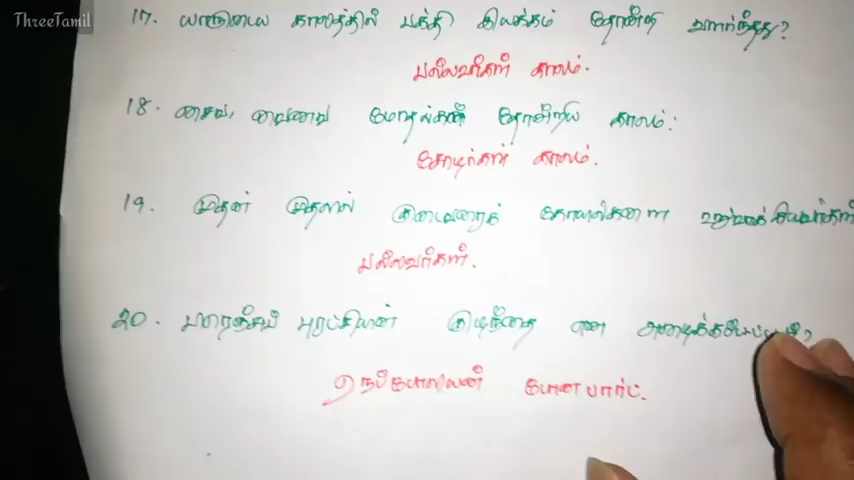 ThreeTamil
17. யாருடைய காலத்தில் பக்தி இயக்கம் தோன்றி வளர்ந்தது?
பல்லவர்கள் காலம்.
18. சைவ, வைணவ மோதல்கள் தோன்றிய காலம்:
சோழர்கள் காலம்.
19. முதன் முதலில் குடைவரைக் கோயில்களை உருவாக்கியவர்கள்
பல்லவர்கள்.
20. பிரெஞ்சுப் புரட்சியின் குழந்தை என அழைக்கப்படுபவர்?
நெப்போலியன் போனபார்ட்.